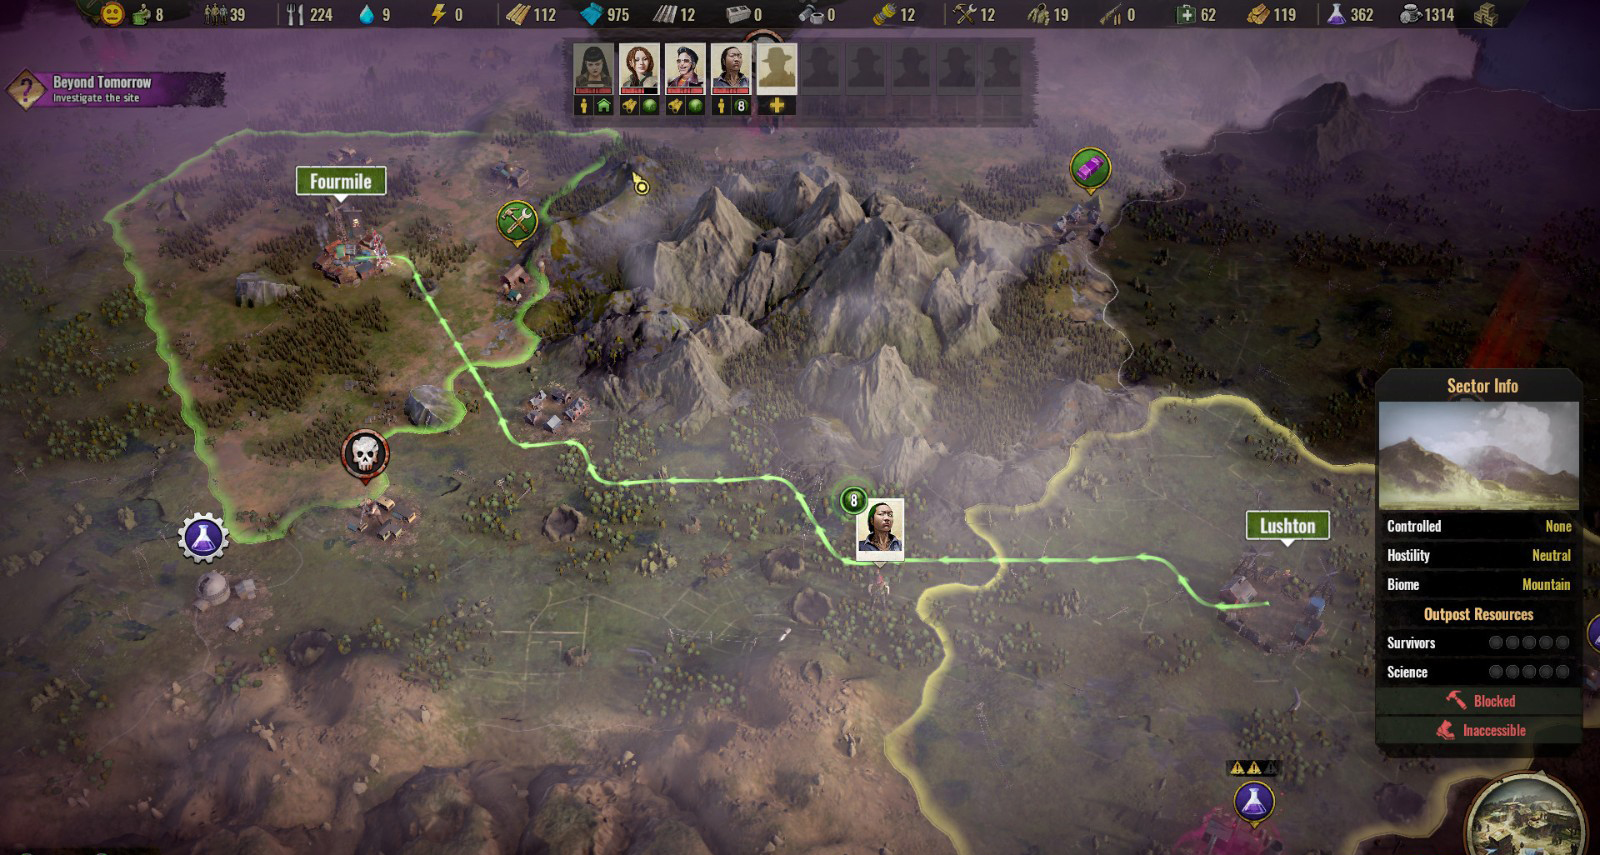 8 39 224 9 0 112 975 12 0 0 12 12 19 0 62 119 362 1314
Beyond Tomorrow
Investigate the site
8
Fourmile
8
Lushton
Sector Info
Controlled None
Hostility Neutral
Biome Mountain
Outpost Resources
Survivors
Science
Blocked
Inaccessible